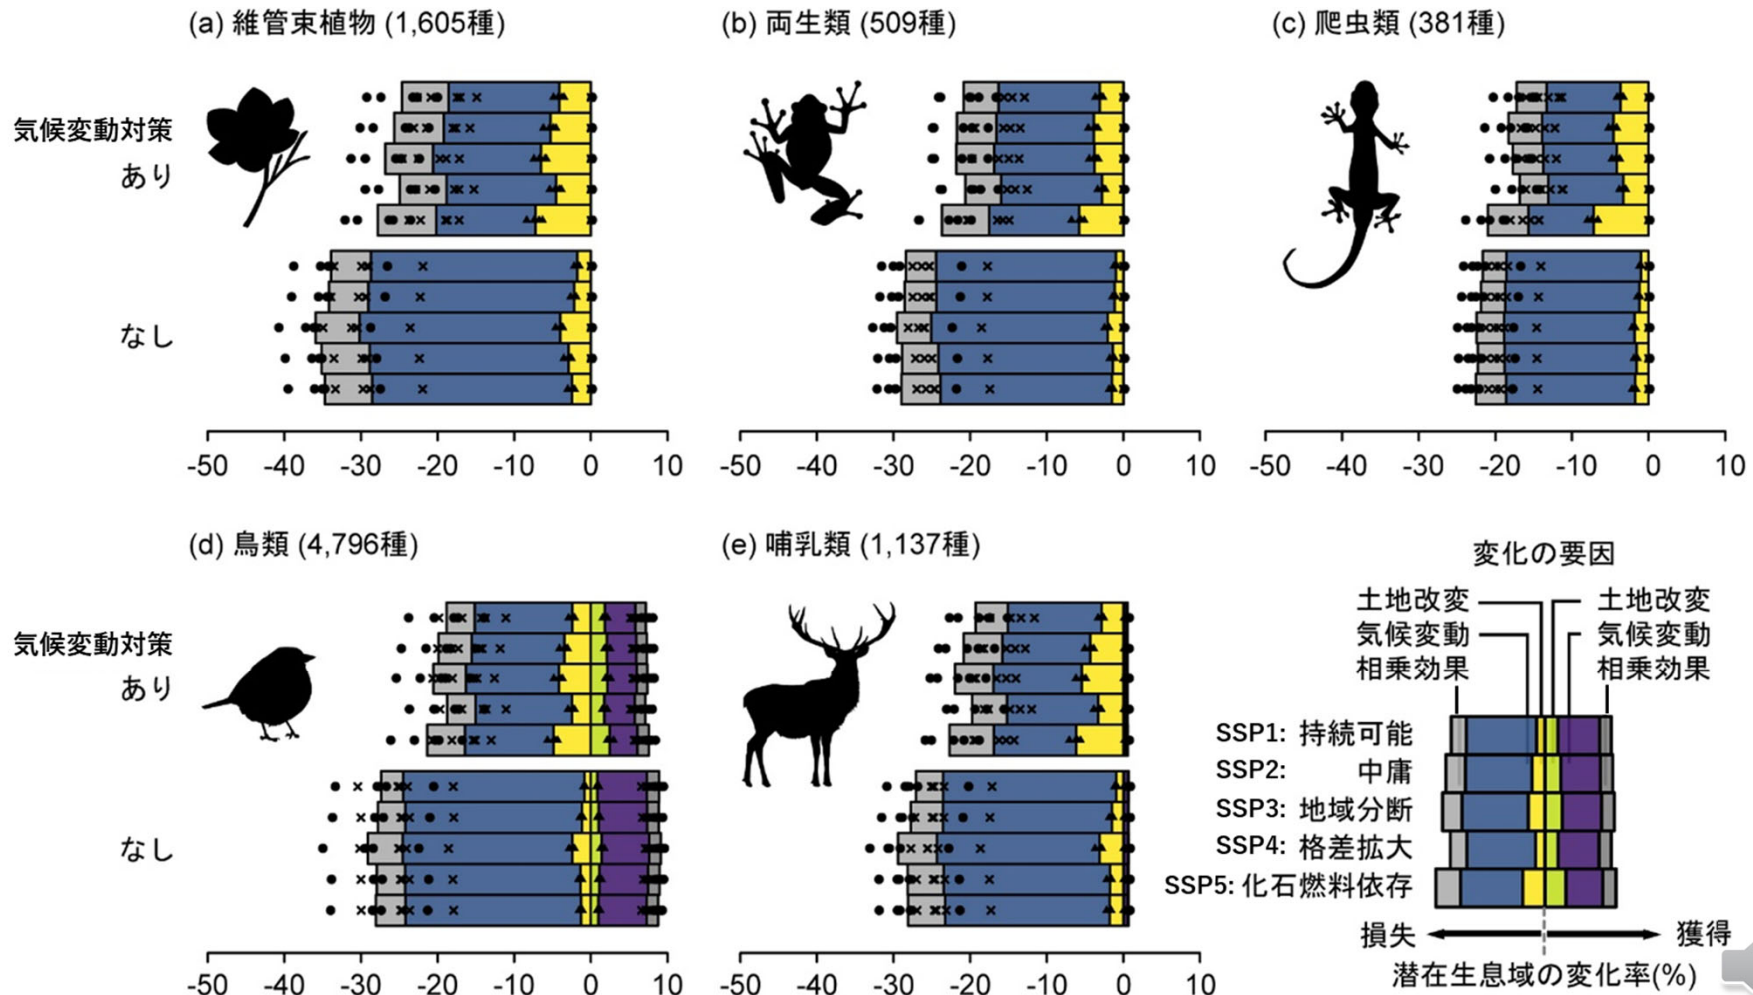 (a) 維管束植物 (1,605種)
(b) 両生類 (509種)
(c) 爬虫類 (381種)
気候変動対策
あり
なし
-50 -40 -30 -20 -10 0 10
-50 -40 -30 -20 -10 0 10
-50 -40 -30 -20 -10 0 10
(d) 鳥類 (4,796種)
(e) 哺乳類 (1,137種)
気候変動対策
あり
なし
-50 -40 -30 -20 -10 0 10
-50 -40 -30 -20 -10 0 10
変化の要因
土地改変 土地改変
気候変動 気候変動
相乗効果 相乗効果
SSP1: 持続可能
SSP2: 中庸
SSP3: 地域分断
SSP4: 格差拡大
SSP5: 化石燃料依存
損失 獲得
潜在生息域の変化率(%)